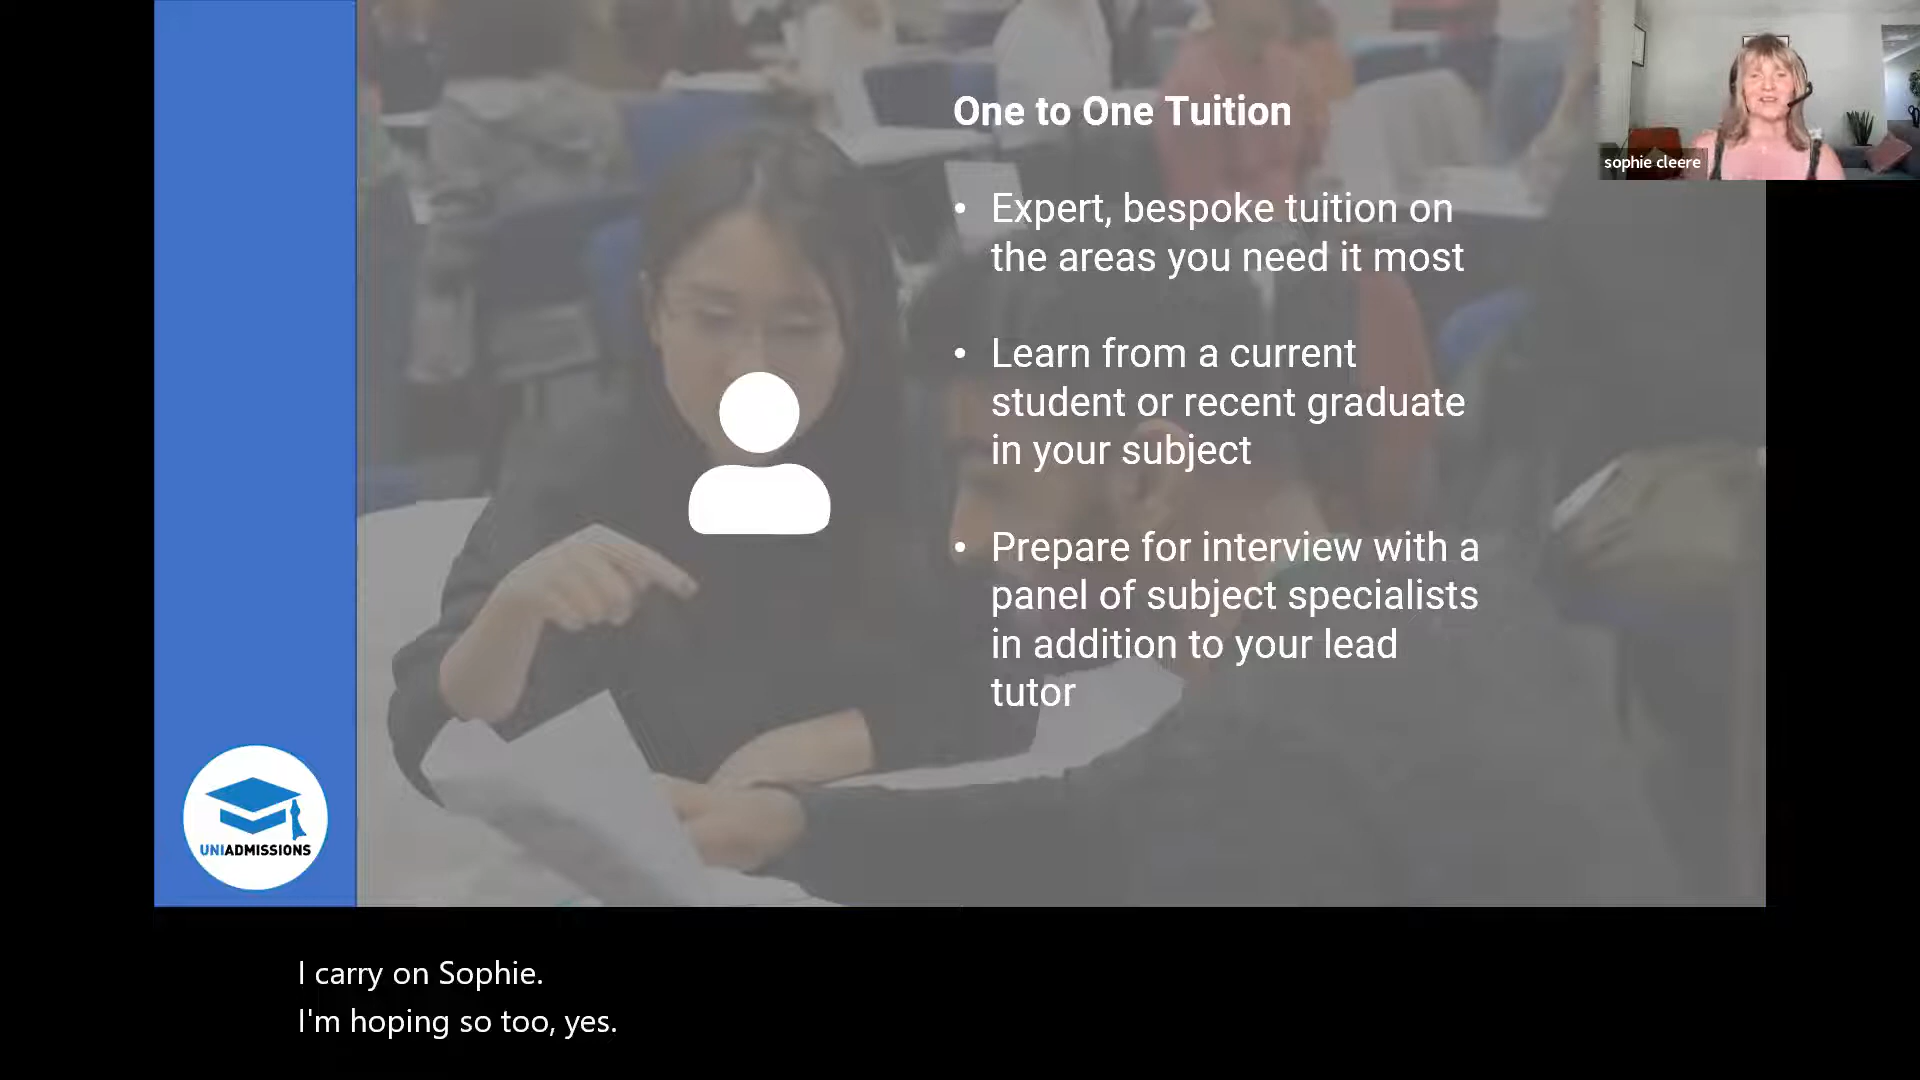 One to One Tuition
• Expert, bespoke tuition on
the areas you need it most
• Learn from a current
student or recent graduate
in your subject
• Prepare for interview with a
panel of subject specialists
in addition to your lead
tutor
sophie cleere
UNIADMISSIONS
I carry on Sophie.
I'm hoping so too, yes.